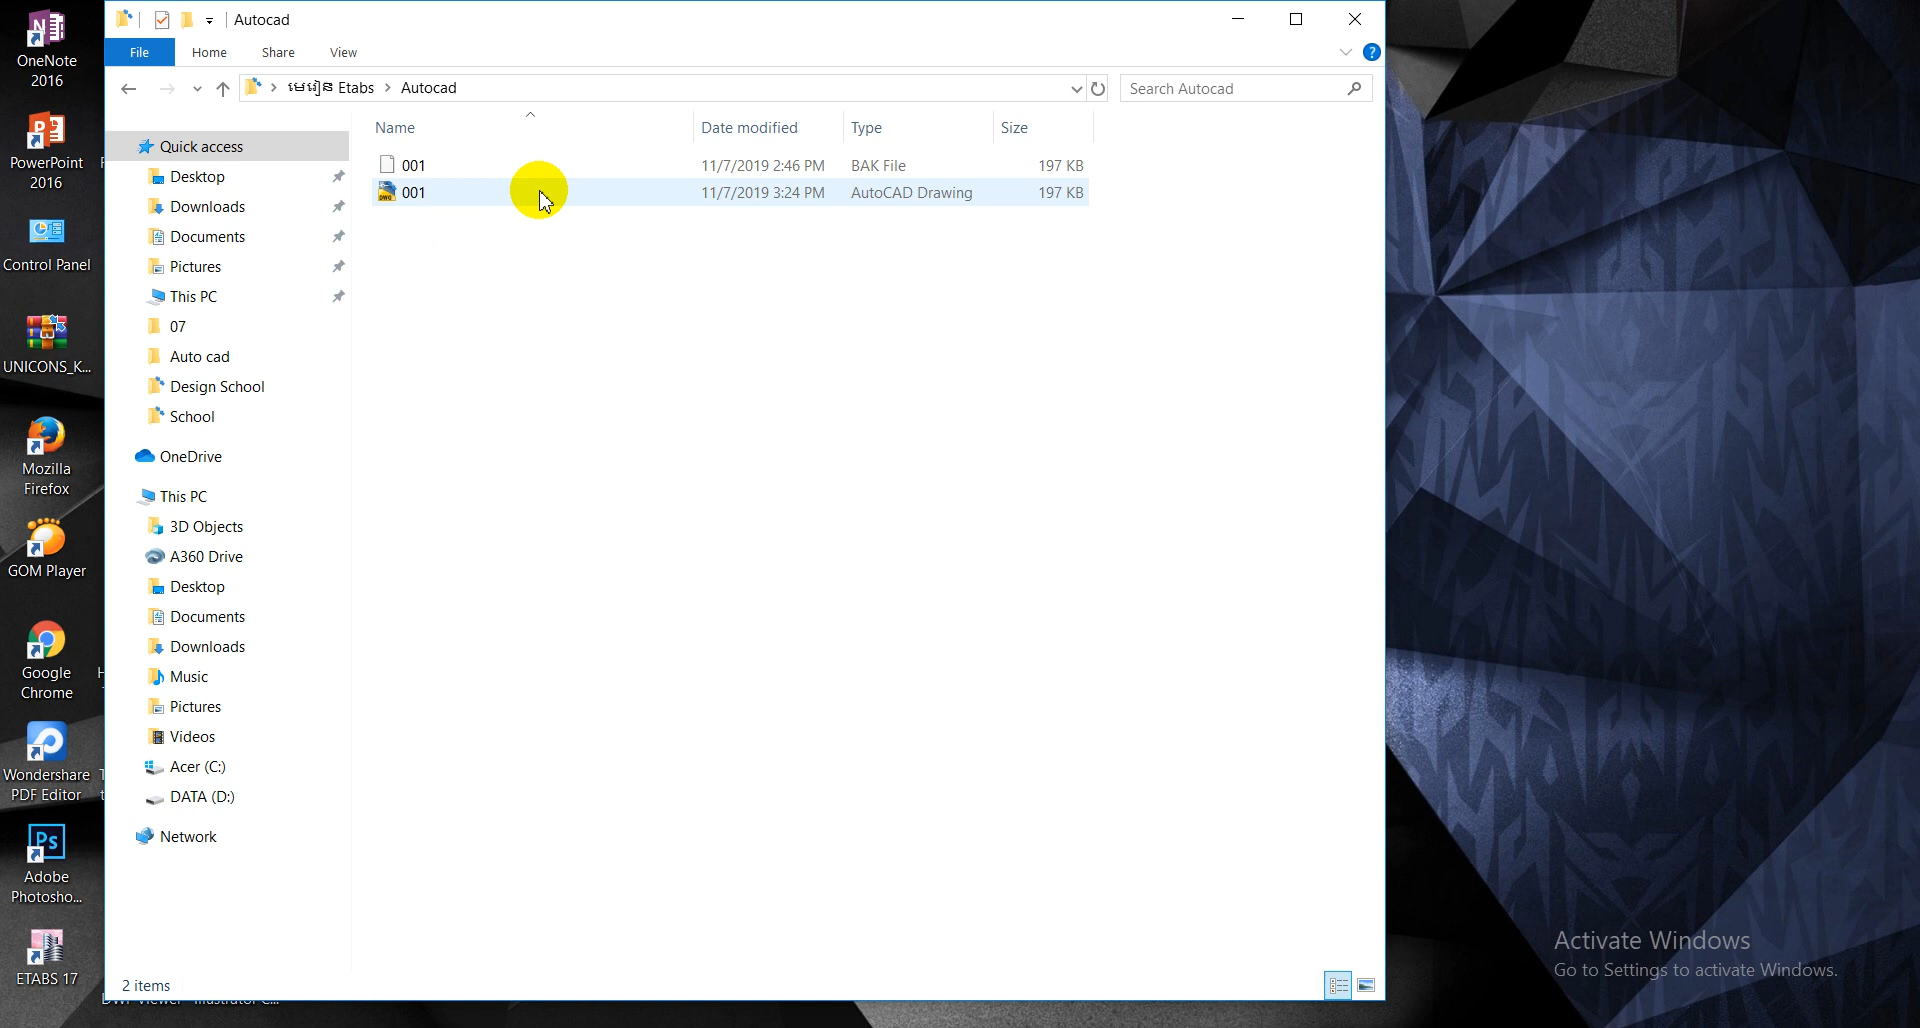 OneNote
2016
PowerPoint
2016
Control Panel
UNICONS_K...
Mozilla
Firefox
GOM Player
Google
Chrome
Wondershare
PDF Editor
Ps
Adobe
Photosho...
ETABS 17
Autocad
File
Home
Share
View
មេរៀន Etabs
Autocad
Search Autocad
Name
Date modified
Type
Size
001
11/7/2019 2:46 PM
BAK File
197 KB
001
11/7/2019 3:24 PM
AutoCAD Drawing
197 KB
Quick access
Desktop
Downloads
Documents
Pictures
This PC
07
Auto cad
Design School
School
OneDrive
This PC
3D Objects
A360 Drive
Desktop
Documents
Downloads
Music
Pictures
Videos
Acer (C:)
DATA (D:)
Network
2 items
Activate Windows
Go to Settings to activate Windows.